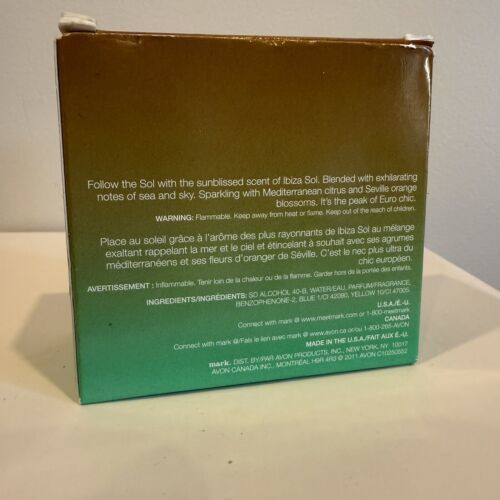 Follow the Sol with the sunblissed scent of Ibiza Sol. Blended with exhilarating
notes of sea and sky. Sparkling with Mediterranean citrus and Seville orange
blossoms. It's the peak of Euro chic.
WARNING: Flammable. Keep away from heat or flame. Keep out of the reach of children.
Place au soleil grâce à l'arôme des plus rayonnants de Ibiza Sol au mélange
exaltant rappelant la mer et le ciel et étincelant à souhait avec ses agrumes
méditerranéens et ses fleurs d'oranger de Séville. C'est le nec plus ultra du
chic européen.
AVERTISSEMENT : Inflammable. Tenir loin de la chaleur ou de la flamme. Garder hors de la portée des enfants.
INGREDIENTS/INGRÉDIENTS: SD ALCOHOL 40-B, WATER/EAU, PARFUM/FRAGRANCE,
BENZOPHENONE-2, BLUE 1/CI 42090, YELLOW 10/CI 47005.
U.S.A./É.-U.
Connect with mark @ www.meetmark.com or 1-800-meetmark
CANADA
Connect with mark @/Fais le lien avec mark @ www.avon.ca or/ou 1-800-265-AVON
MADE IN THE U.S.A./FAIT AUX É.-U.
mark. DIST. BY/PAR AVON PRODUCTS, INC., NEW YORK, NY, 10017
AVON CANADA INC., MONTRÉAL H9R 4R3 © 2011 AVON C10250552